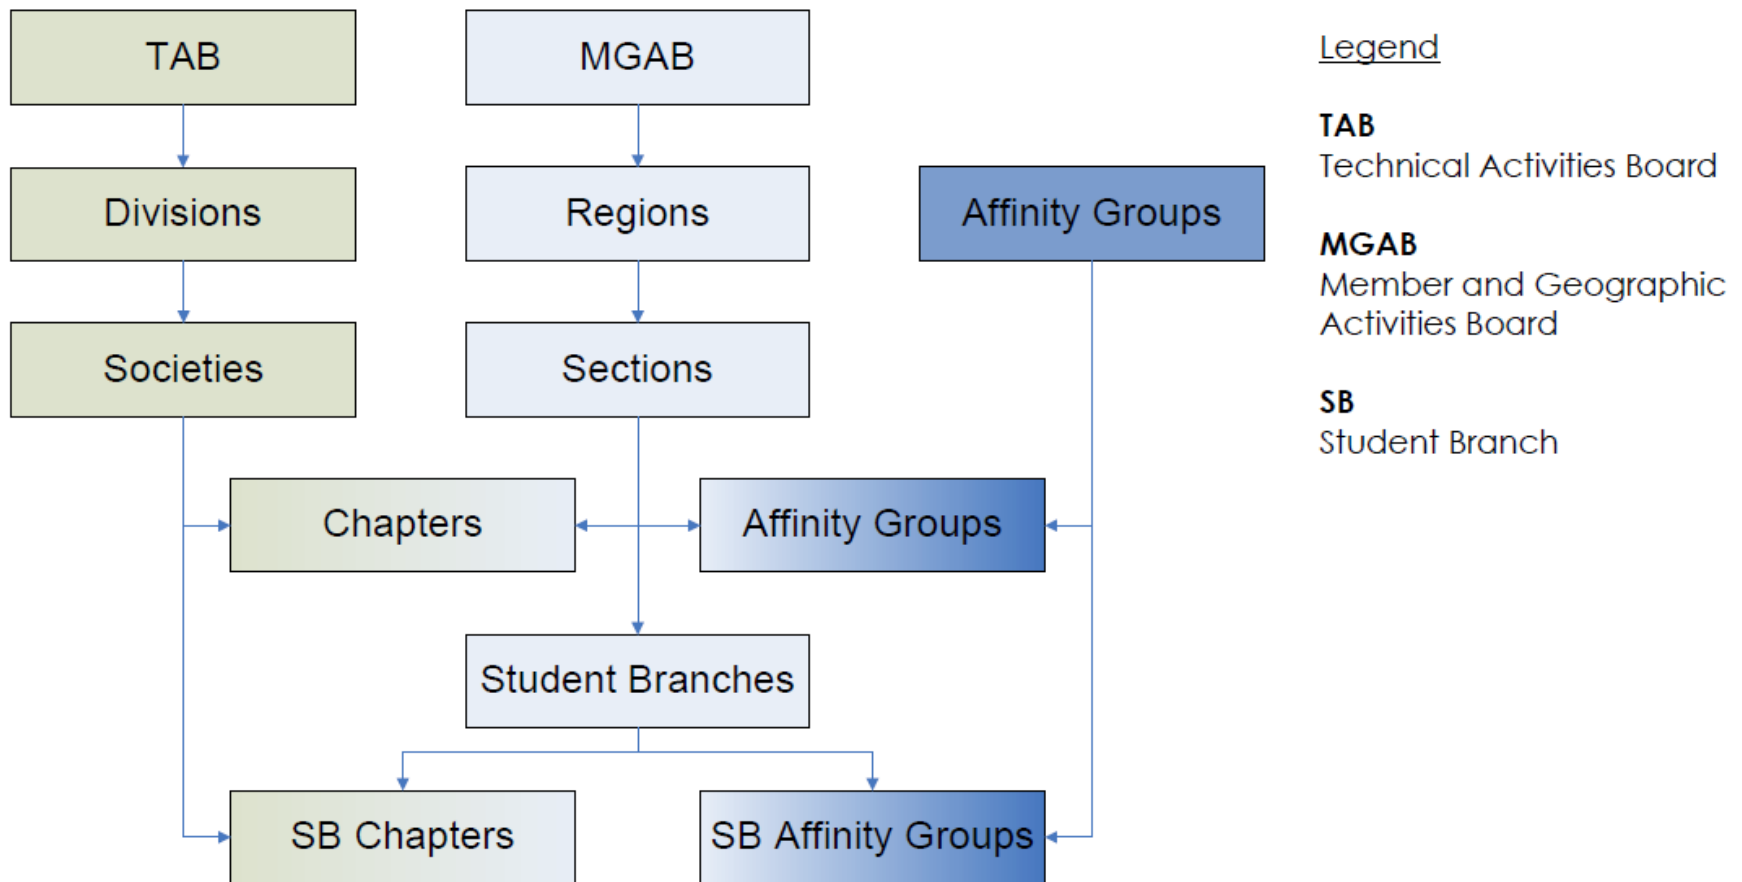 TAB
MGAB
Divisions
Regions
Affinity Groups
Societies
Sections
Chapters
Affinity Groups
Student Branches
SB Chapters
SB Affinity Groups
Legend
TAB
Technical Activities Board
MGAB
Member and Geographic
Activities Board
SB
Student Branch